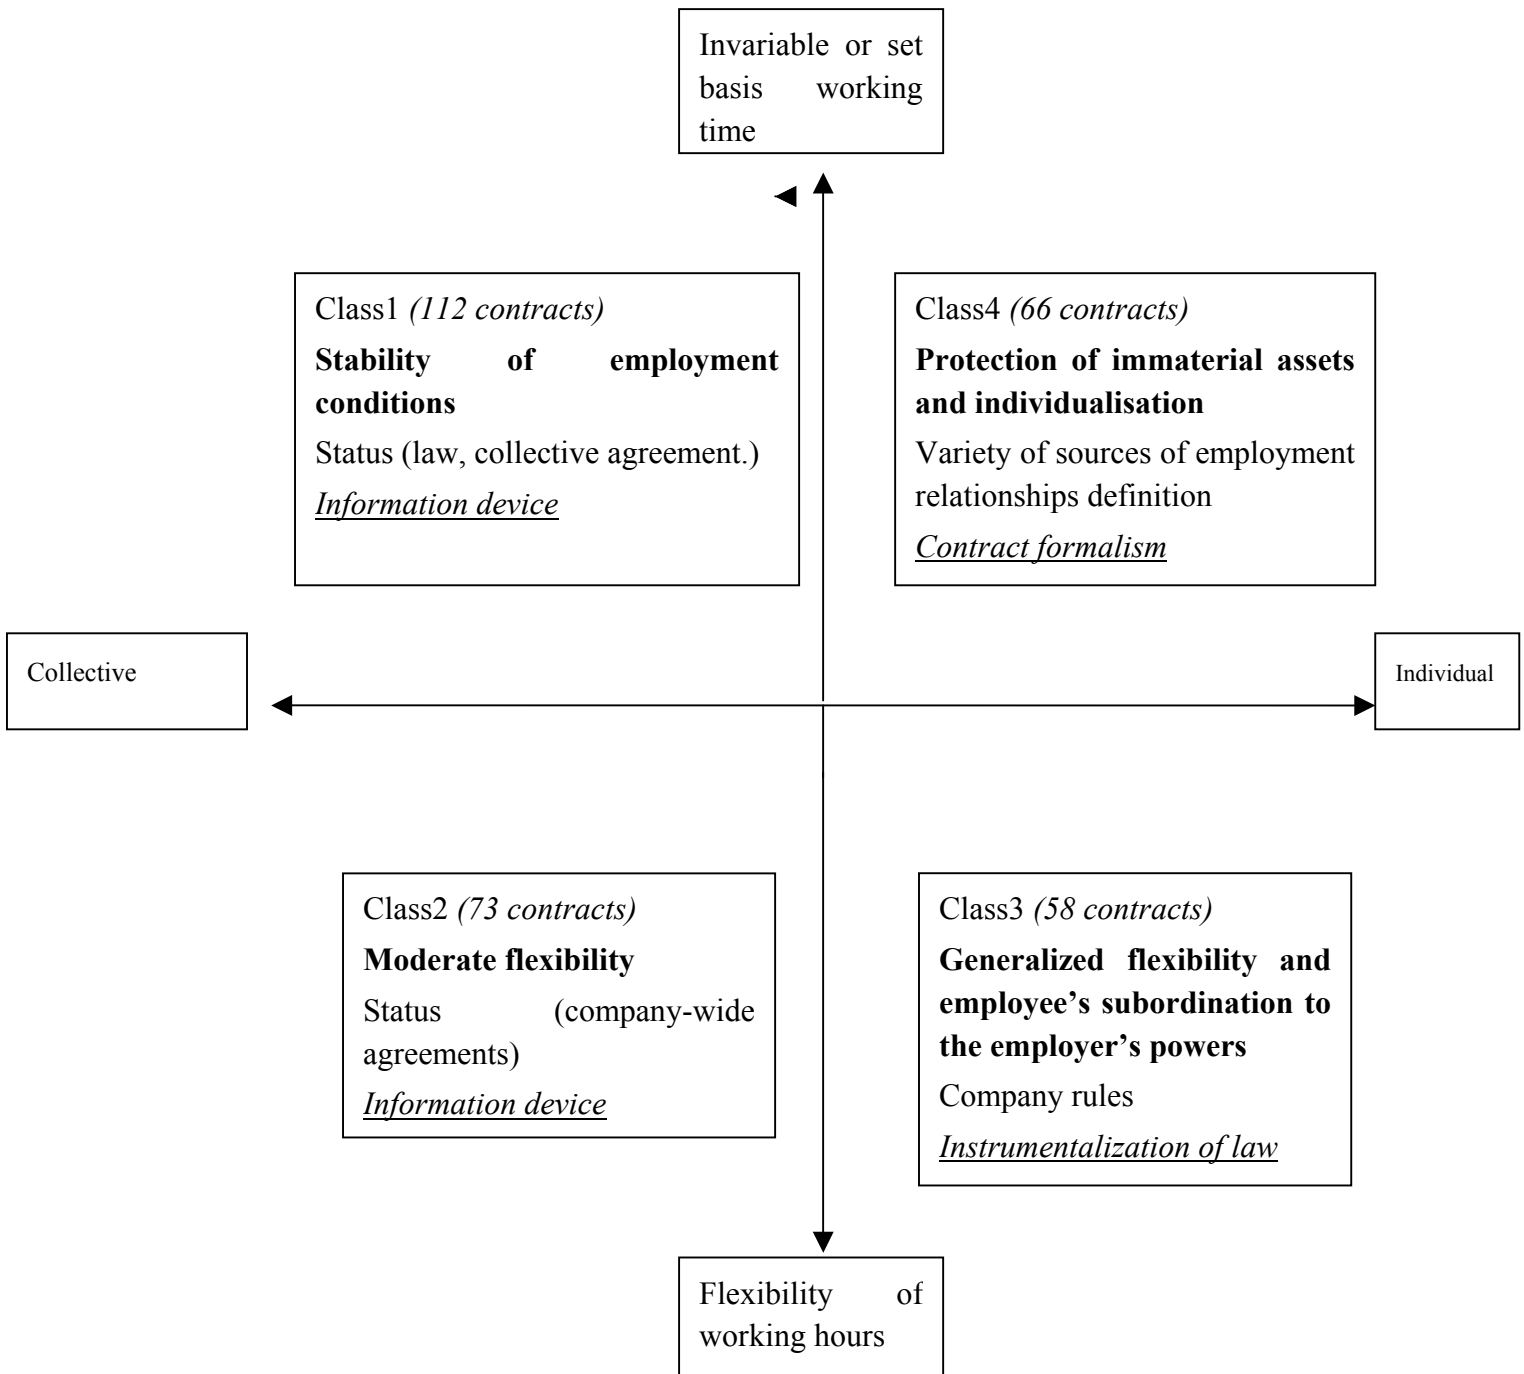 Invariable or set
basis working
time
Class1 (112 contracts)
Stability of employment
conditions
Status (law, collective agreement.)
Information device
Class4 (66 contracts)
Protection of immaterial assets
and individualisation
Variety of sources of employment
relationships definition
Contract formalism
Collective
Individual
Class2 (73 contracts)
Moderate flexibility
Status (company-wide
agreements)
Information device
Class3 (58 contracts)
Generalized flexibility and
employee’s subordination to
the employer’s powers
Company rules
Instrumentalization of law
Flexibility of
working hours